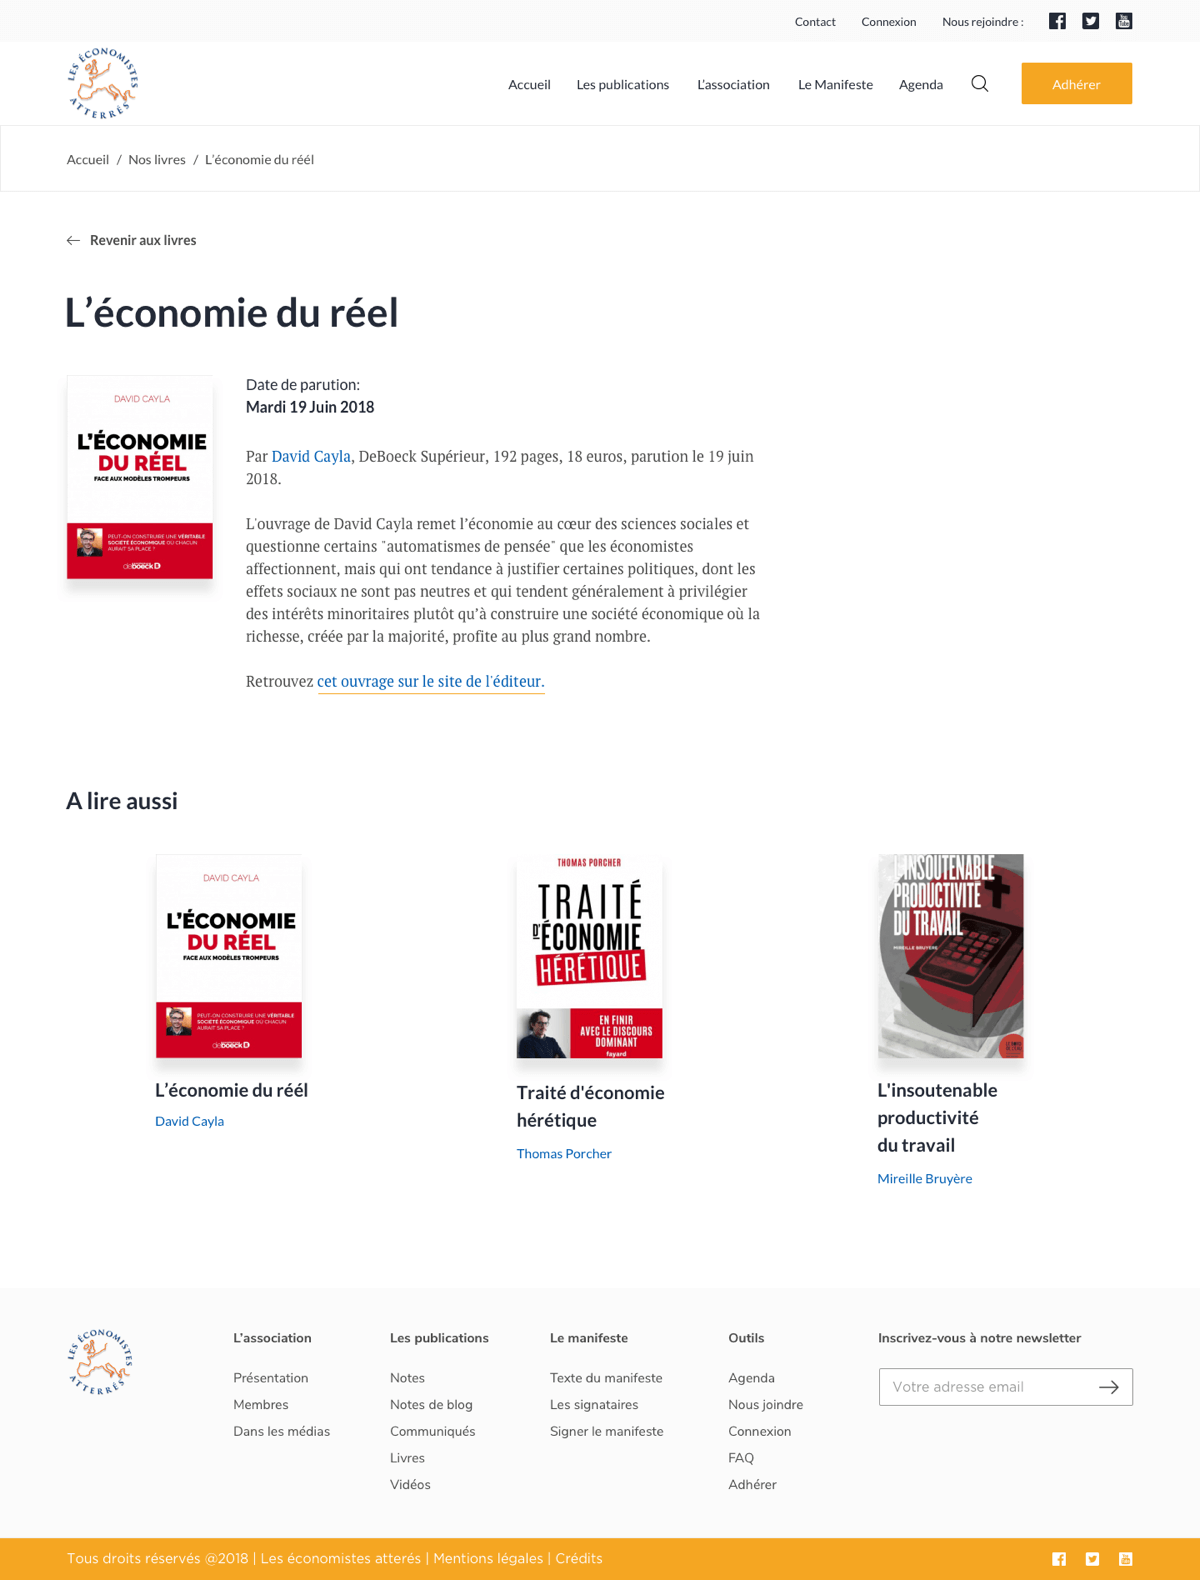 Contact Connexion Nous rejoindre :
LES ÉCONOMISTES ATTERRÉS
Accueil Les publications L’association Le Manifeste Agenda Adhérer
Accueil / Nos livres / L’économie du réél
Revenir aux livres
L’économie du réel
DAVID CAYLA
L’ÉCONOMIE
DU RÉEL
FACE AUX MODÈLES TROMPEURS
PEUT-ON CONSTRUIRE UNE VÉRITABLE
SOCIÉTÉ ÉCONOMIQUE OÙ CHACUN
AURAIT SA PLACE ?
deboeck
Date de parution:
Mardi 19 Juin 2018
Par David Cayla, DeBoeck Supérieur, 192 pages, 18 euros, parution le 19 juin
2018.
L'ouvrage de David Cayla remet l’économie au cœur des sciences sociales et
questionne certains "automatismes de pensée" que les économistes
affectionnent, mais qui ont tendance à justifier certaines politiques, dont les
effets sociaux ne sont pas neutres et qui tendent généralement à privilégier
des intérêts minoritaires plutôt qu’à construire une société économique où la
richesse, créée par la majorité, profite au plus grand nombre.
Retrouvez cet ouvrage sur le site de l'éditeur.
A lire aussi
DAVID CAYLA
L’ÉCONOMIE
DU RÉEL
FACE AUX MODÈLES TROMPEURS
PEUT-ON CONSTRUIRE UNE VÉRITABLE
SOCIÉTÉ ÉCONOMIQUE OÙ CHACUN
AURAIT SA PLACE ?
deboeck
L’économie du réél
David Cayla
THOMAS PORCHER
TRAITÉ
D'ÉCONOMIE
HÉRÉTIQUE
EN FINIR
AVEC LE DISCOURS
DOMINANT
fayard
Traité d'économie
hérétique
Thomas Porcher
L'INSOUTENABLE
PRODUCTIVITÉ
DU TRAVAIL
MIREILLE BRUYÈRE
L'insoutenable
productivité
du travail
Mireille Bruyère
LES ÉCONOMISTES ATTERRÉS
L’association
Présentation
Membres
Dans les médias
Les publications
Notes
Notes de blog
Communiqués
Livres
Vidéos
Le manifeste
Texte du manifeste
Les signataires
Signer le manifeste
Outils
Agenda
Nous joindre
Connexion
FAQ
Adhérer
Inscrivez-vous à notre newsletter
Votre adresse email
Tous droits réservés @2018 | Les économistes atterés | Mentions légales | Crédits